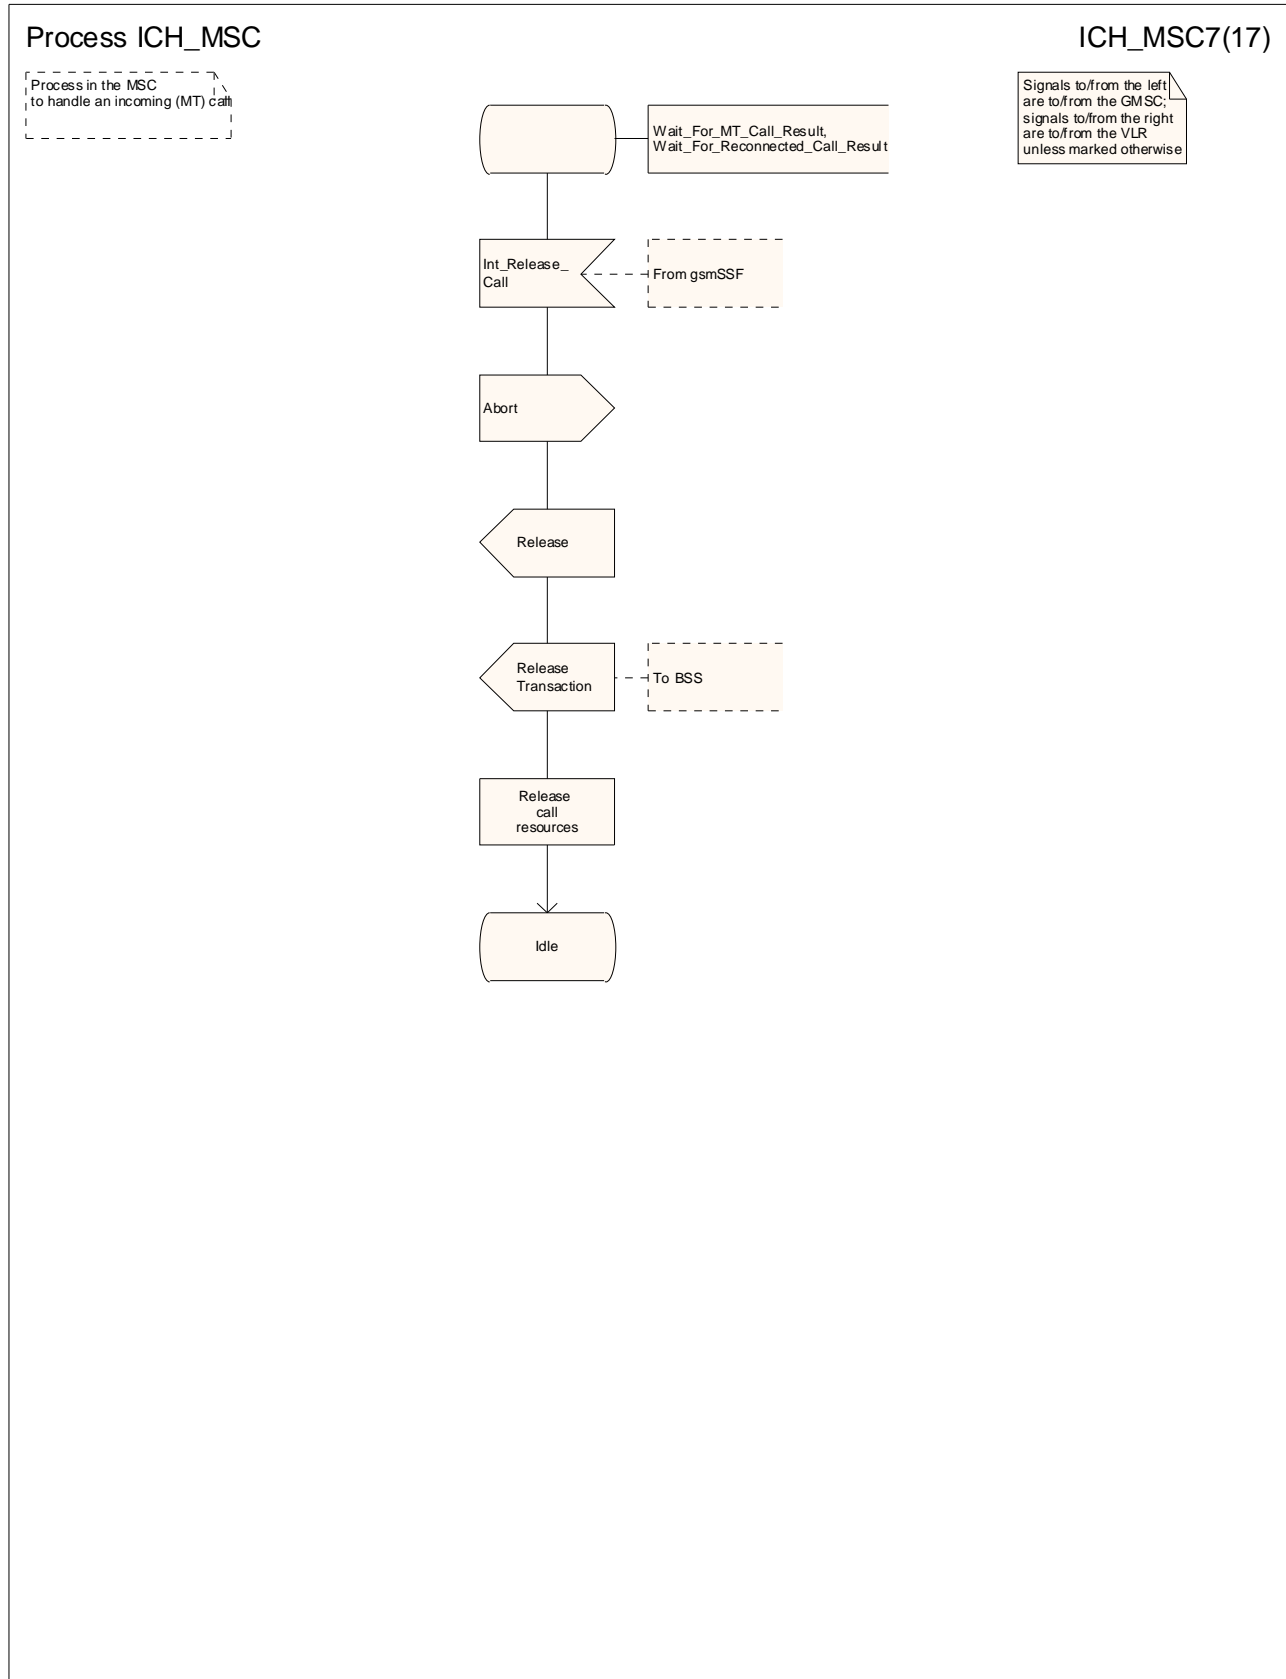 Process ICH_MSC
ICH_MSC7(17)
Process in the MSC
to handle an incoming (MT) call
Signals to/from the left
are to/from the GMSC;
signals to/from the right
are to/from the VLR
unless marked otherwise
Wait_For_MT_Call_Result,
Wait_For_Reconnected_Call_Result
Int_Release_
Call
From gsmSSF
Abort
Release
Release
Transaction
To BSS
Release
call
resources
Idle